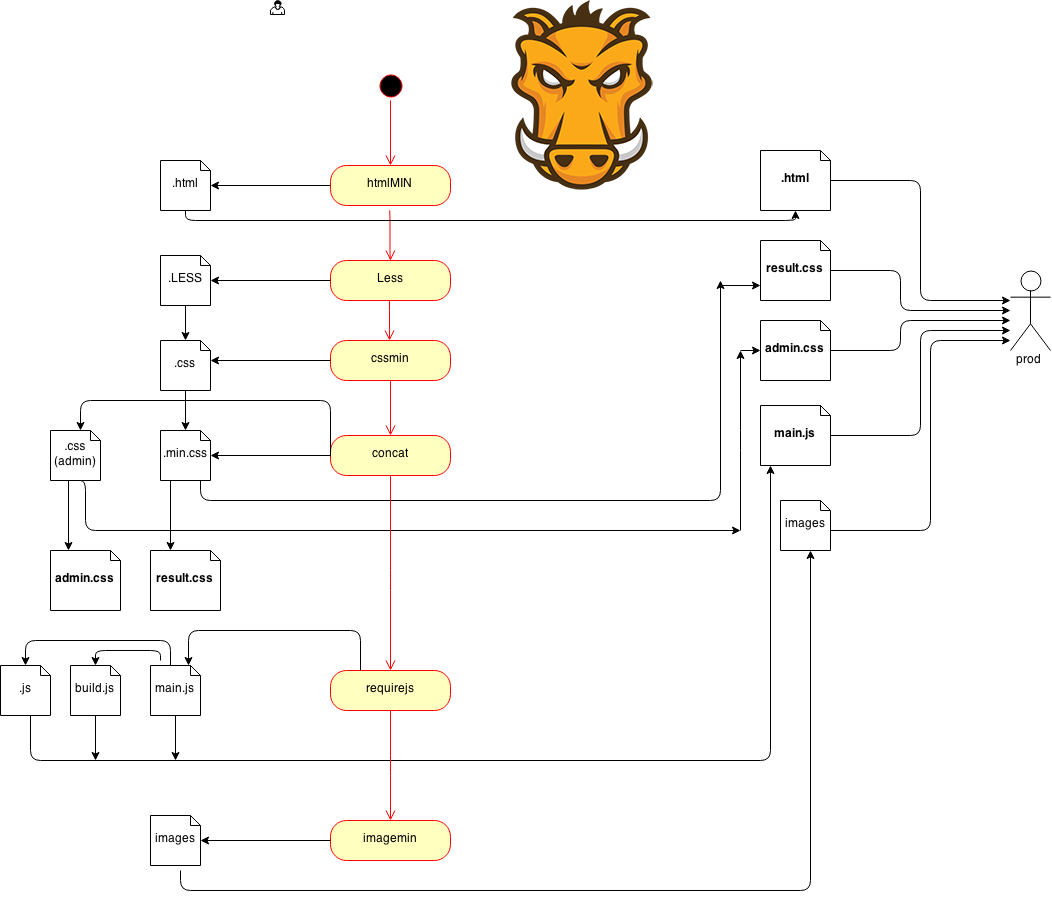 .html
htmlMIN
.html
.LESS
Less
result.css
.css
cssmin
admin.css
prod
.css
(admin)
.min.css
concat
main.js
images
admin.css
result.css
.js
build.js
main.js
requirejs
images
imagemin